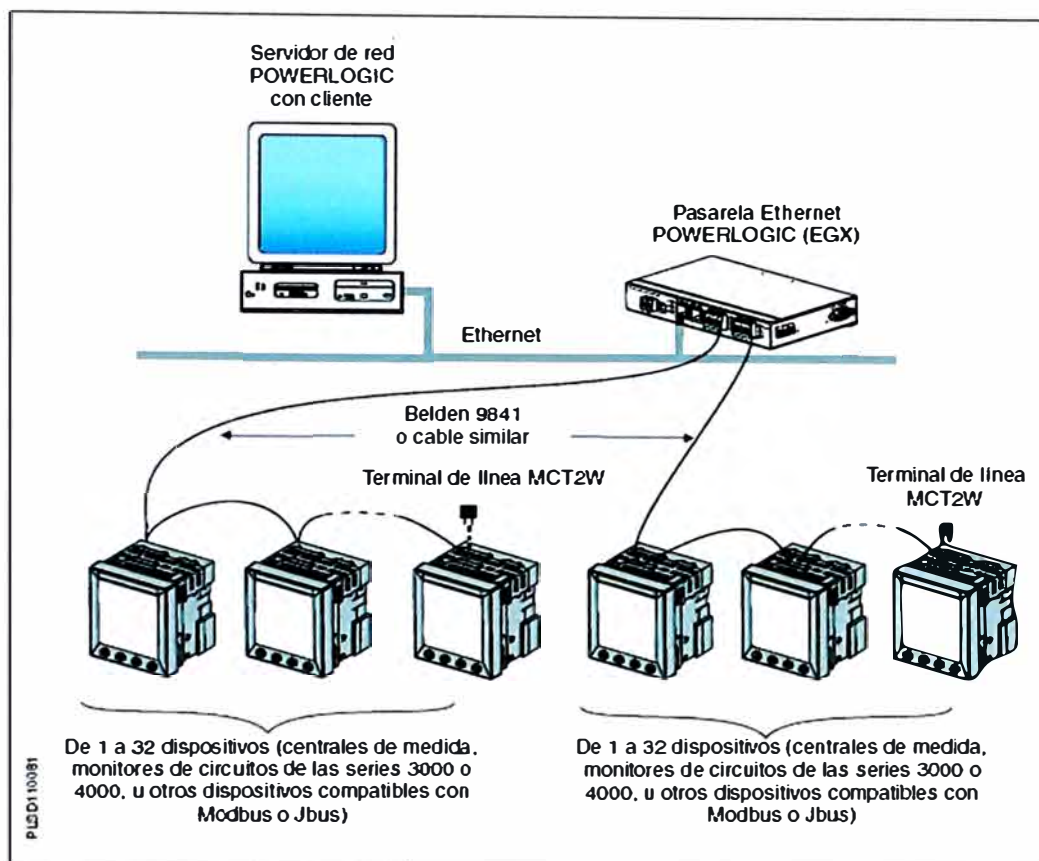 Servidor de red
POWERLOGIC
con cliente
Pasarela Ethernet
POWERLOGIC (EGX)
Ethernet
Belden 9841
o cable similar
Terminal de línea MCT2W
Terminal de línea
MCT2W
De 1 a 32 dispositivos (centrales de medida,
monitores de circuitos de las series 3000 o
4000, u otros dispositivos compatibles con
Modbus o Jbus)
De 1 a 32 dispositivos (centrales de medida,
monitores de circuitos de las series 3000 o
4000, u otros dispositivos compatibles con
Modbus o Jbus)
PLSD110081